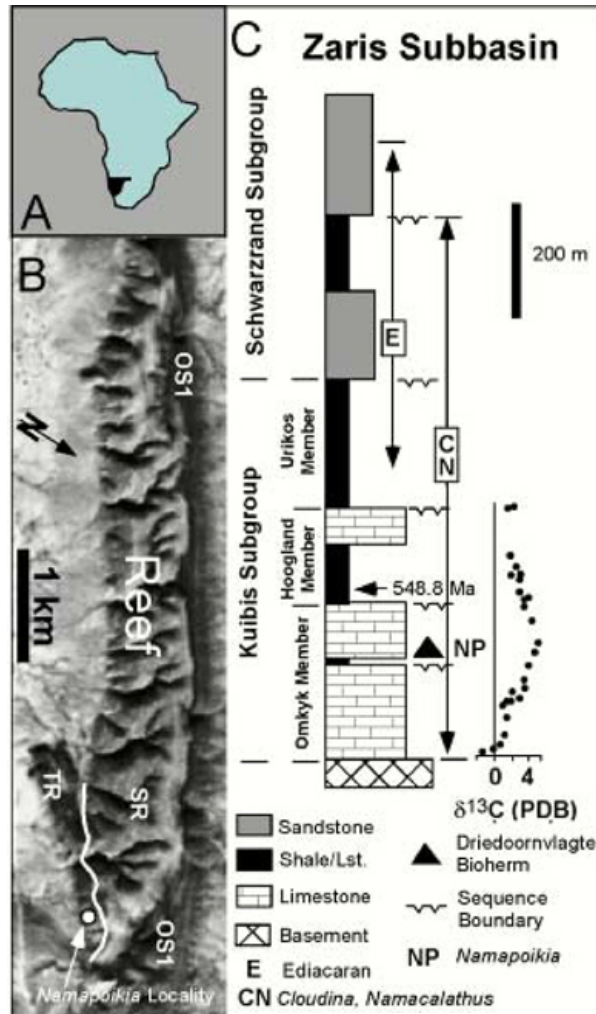 A
B
OS1
N
1 km
Reef
TR
SR
OS1
Namapoikia Locality
C
Zaris Subbasin
Schwarzrand Subgroup
Kuibis Subgroup
Urikos
Member
Hoogland
Member
Omkyk Member
E
C
N
200 m
548.8 Ma
NP
0 4
δ13C (PDB)
Sandstone
Shale/Lst.
Limestone
Basement
E Ediacaran
CN Cloudina, Namacalathus
Driedoornvlagte
Bioherm
Sequence
Boundary
NP Namapoikia